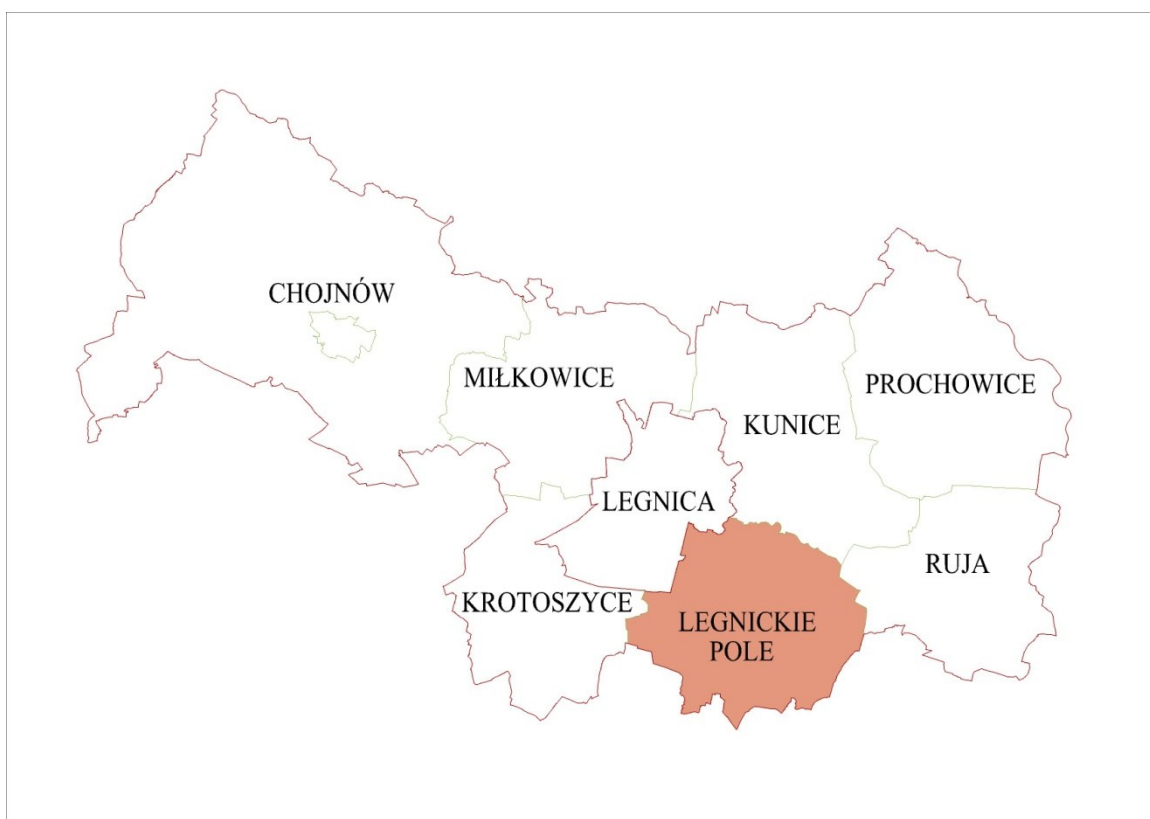 CHOJNÓW
MIŁKOWICE
PROCHOWICE
KUNICE
LEGNICA
RUJA
KROTOSZYCE
LEGNICKIE
POLE